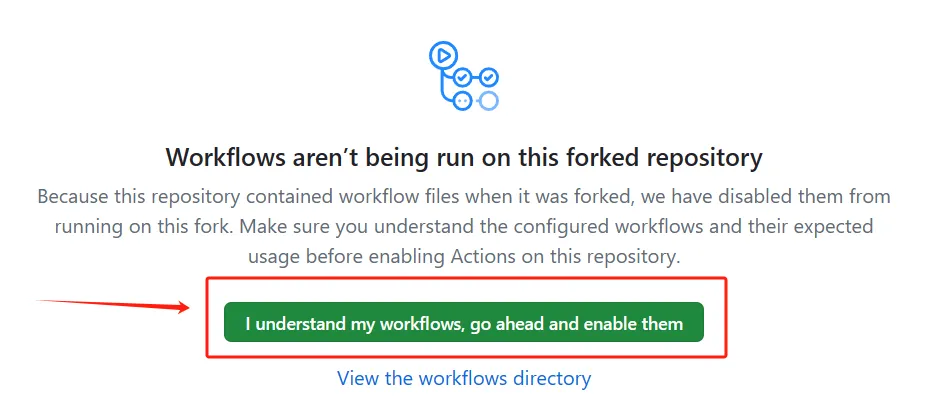 Workflows aren’t being run on this forked repository
Because this repository contained workflow files when it was forked, we have disabled them from
running on this fork. Make sure you understand the configured workflows and their expected
usage before enabling Actions on this repository.
I understand my workflows, go ahead and enable them
View the workflows directory